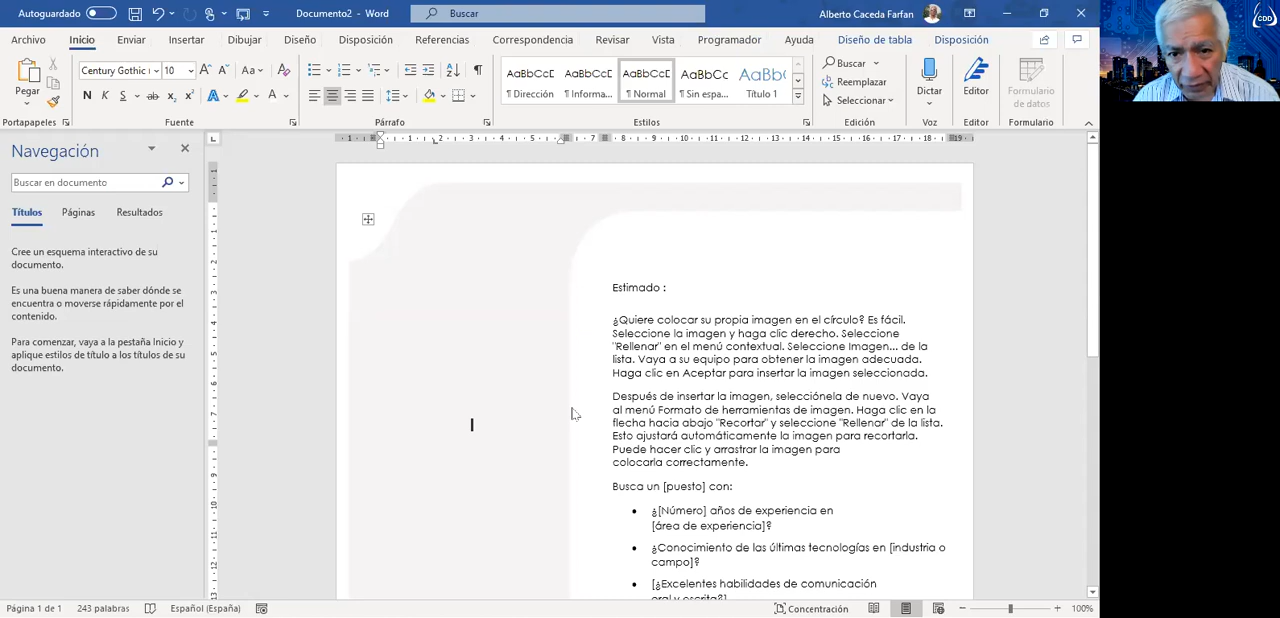 Autoguardado
Documento2 - Word
Buscar
Alberto Caceda Farfan
CDD
Archivo Inicio Enviar Insertar Dibujar Diseño Disposición Referencias Correspondencia Revisar Vista Programador Ayuda Diseño de tabla Disposición
Pegar
Portapapeles
Century Gothic 10
Aa
N K S ab x₂ x² A A
Fuente
Párrafo
AaBbCcD AaBbCcD AaBbCcD AaBbCc AaBb(
¶ Dirección ¶ Informa... ¶ Normal ¶ Sin espa... Título 1
Estilos
Buscar
Reemplazar
Seleccionar
Edición
Dictar
Voz
Editor
Editor
Formulario
de datos
Formulario
Navegación
Buscar en documento
Títulos Páginas Resultados
Cree un esquema interactivo de su
documento.
Es una buena manera de saber dónde se
encuentra o moverse rápidamente por el
contenido.
Para comenzar, vaya a la pestaña Inicio y
aplique estilos de título a los títulos de su
documento.
Estimado :
¿Quiere colocar su propia imagen en el círculo? Es fácil.
Seleccione la imagen y haga clic derecho. Seleccione
"Rellenar" en el menú contextual. Seleccione Imagen... de la
lista. Vaya a su equipo para obtener la imagen adecuada.
Haga clic en Aceptar para insertar la imagen seleccionada.
Después de insertar la imagen, selecciónela de nuevo. Vaya
al menú Formato de herramientas de imagen. Haga clic en la
flecha hacia abajo "Recortar" y seleccione "Rellenar" de la lista.
Esto ajustará automáticamente la imagen para recortarla.
Puede hacer clic y arrastrar la imagen para
colocarla correctamente.
Busca un [puesto] con:
• ¿[Número] años de experiencia en
[área de experiencia]?
• ¿Conocimiento de las últimas tecnologías en [industria o
campo]?
• [¿Excelentes habilidades de comunicación
oral y escrita?]
Página 1 de 1 243 palabras Español (España) Concentración 100%